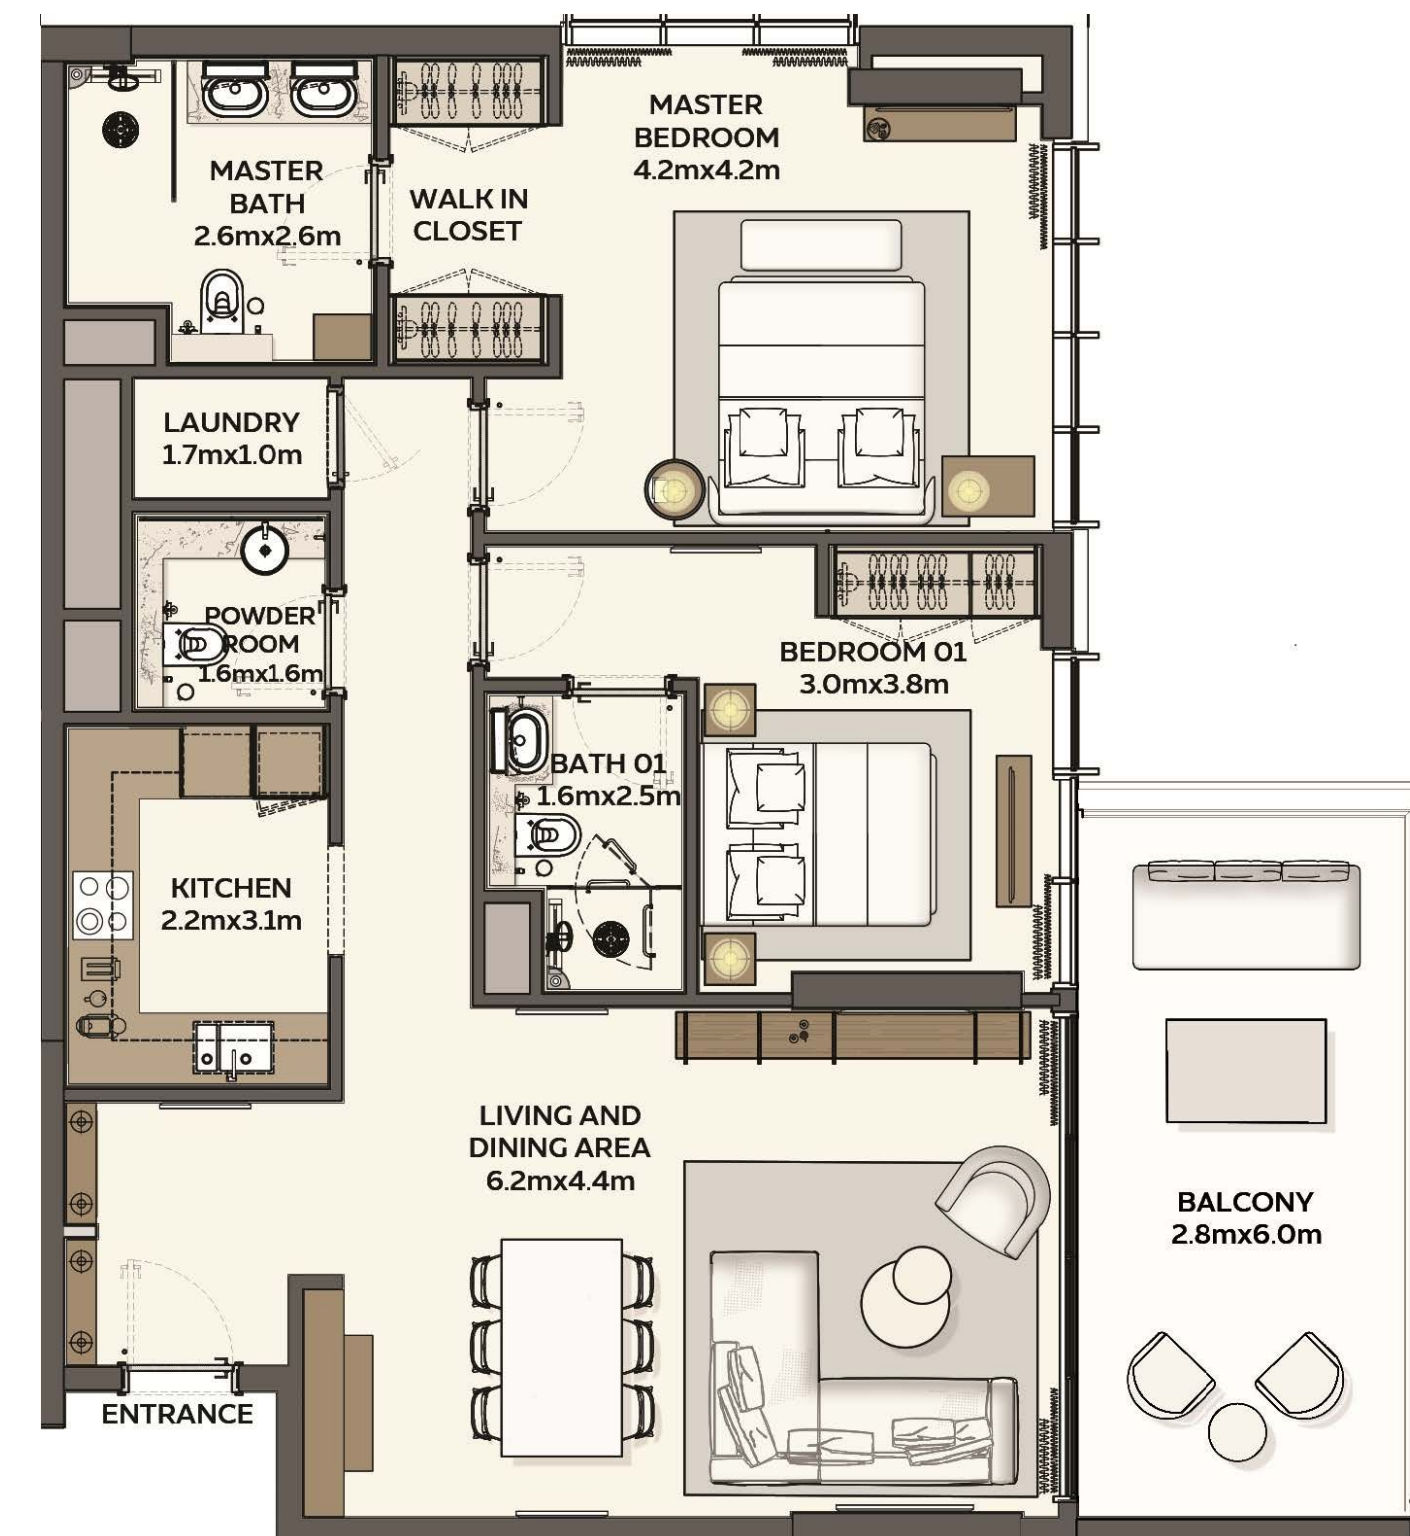 MASTER
BEDROOM
4.2mx4.2m
MASTER
BATH
2.6mx2.6m
WALK IN
CLOSET
LAUNDRY
1.7mx1.0m
POWDER
ROOM
1.6mx1.6m
BEDROOM 01
3.0mx3.8m
BATH 01
1.6mx2.5m
KITCHEN
2.2mx3.1m
LIVING AND
DINING AREA
6.2mx4.4m
BALCONY
2.8mx6.0m
ENTRANCE